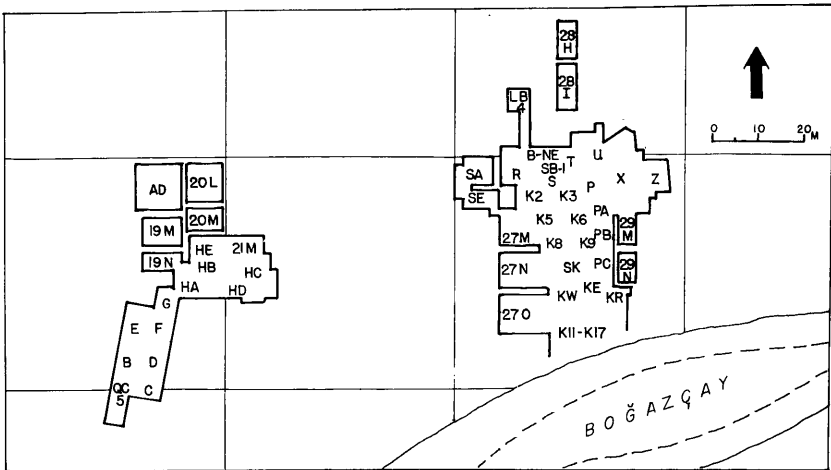 28
H
28
I
LB
4
0 10 20 M
B-NE
T
U
SB-1
SA
R
S
P
X
Z
SE
K2
K3
PA
K5
K6
27M
K8
K9
PB
29
M
27N
SK
PC
29
N
KW
KE
KR
27O
K11-K17
AD
20L
19M
20M
HE
21M
19N
HB
HC
HA
HD
G
E
F
B
D
QC
5
C
BOĞAZÇAY